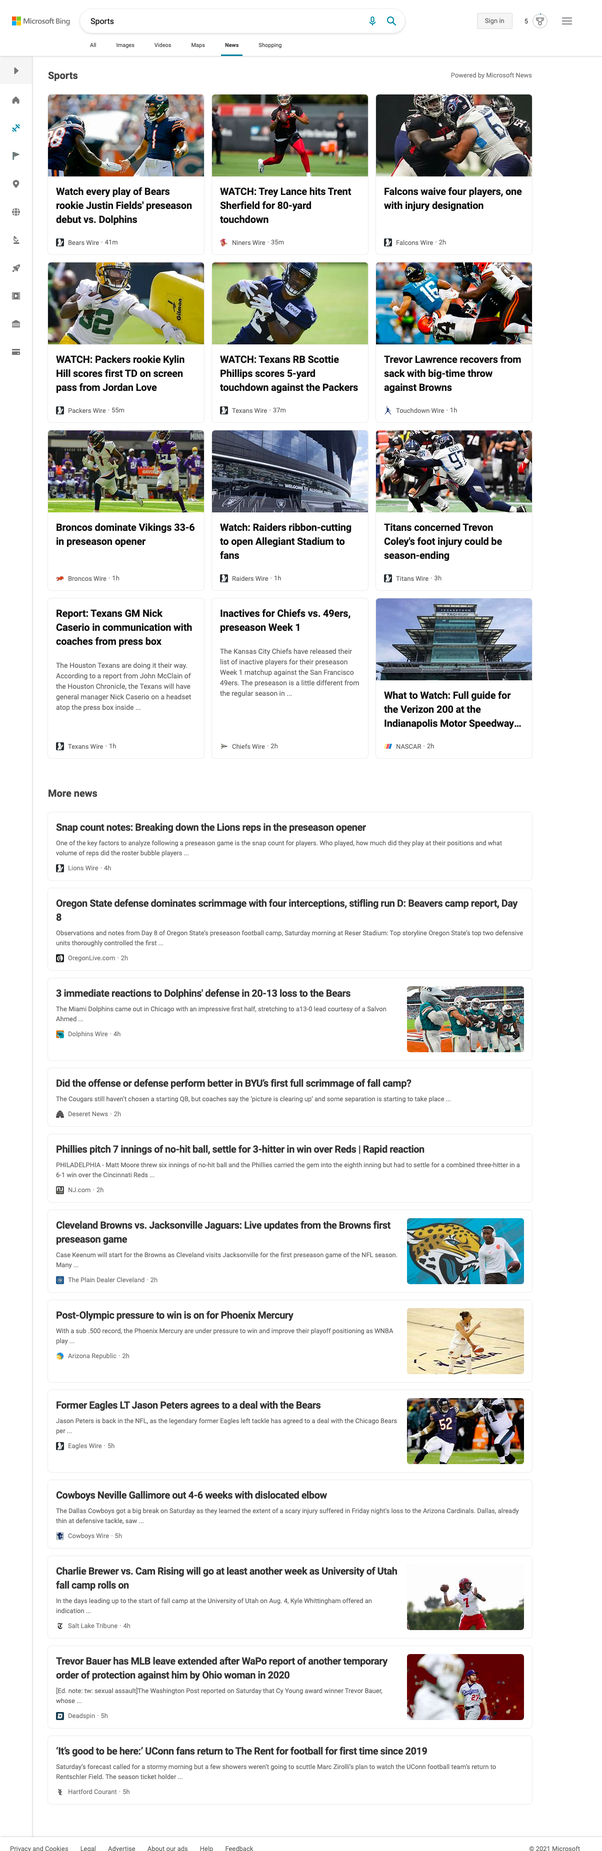 Microsoft Bing
Sports
Sign in
5
All Images Videos Maps News Shopping
Sports
Powered by Microsoft News
Watch every play of Bears
rookie Justin Fields' preseason
debut vs. Dolphins
Bears Wire · 41m
WATCH: Trey Lance hits Trent
Sherfield for 80-yard
touchdown
Niners Wire · 35m
Falcons waive four players, one
with injury designation
Falcons Wire · 2h
WATCH: Packers rookie Kylin
Hill scores first TD on screen
pass from Jordan Love
Packers Wire · 55m
WATCH: Texans RB Scottie
Phillips scores 5-yard
touchdown against the Packers
Texans Wire · 37m
Trevor Lawrence recovers from
sack with big-time throw
against Browns
Touchdown Wire · 1h
Broncos dominate Vikings 33-6
in preseason opener
Broncos Wire · 1h
Watch: Raiders ribbon-cutting
to open Allegiant Stadium to
fans
Raiders Wire · 1h
Titans concerned Trevon
Coley's foot injury could be
season-ending
Titans Wire · 3h
Report: Texans GM Nick
Caserio in communication with
coaches from press box
The Houston Texans are doing it their way.
According to a report from John McClain of
the Houston Chronicle, the Texans will have
general manager Nick Caserio on a headset
atop the press box inside ...
Texans Wire · 1h
Inactives for Chiefs vs. 49ers,
preseason Week 1
The Kansas City Chiefs have released their
list of inactive players for their preseason
Week 1 matchup against the San Francisco
49ers. The preseason is a little different from
the regular season in ...
Chiefs Wire · 2h
What to Watch: Full guide for
the Verizon 200 at the
Indianapolis Motor Speedway...
NASCAR · 2h
More news
Snap count notes: Breaking down the Lions reps in the preseason opener
One of the key factors to analyze following a preseason game is the snap count for players. Who played, how much did they play at their positions and what
volume of reps did the roster bubble players ...
Lions Wire · 4h
Oregon State defense dominates scrimmage with four interceptions, stifling run D: Beavers camp report, Day
8
Observations and notes from Day 8 of Oregon State's preseason football camp, Saturday morning at Reser Stadium: Top storyline Oregon State's top two defensive
units thoroughly controlled the first ...
OregonLive.com · 2h
3 immediate reactions to Dolphins' defense in 20-13 loss to the Bears
The Miami Dolphins came out in Chicago with an impressive first half, stretching to a13-0 lead courtesy of a Salvon
Ahmed ...
Dolphins Wire · 4h
Did the offense or defense perform better in BYU's first full scrimmage of fall camp?
The Cougars still haven't chosen a starting QB, but coaches say the 'picture is clearing up' and some separation is starting to take place ...
Deseret News · 2h
Phillies pitch 7 innings of no-hit ball, settle for 3-hitter in win over Reds | Rapid reaction
PHILADELPHIA - Matt Moore threw six innings of no-hit ball and the Phillies carried the gem into the eighth inning but had to settle for a combined three-hitter in a
6-1 win over the Cincinnati Reds ...
NJ.com · 2h
Cleveland Browns vs. Jacksonville Jaguars: Live updates from the Browns first
preseason game
Case Keenum will start for the Browns as Cleveland visits Jacksonville for the first preseason game of the NFL season.
Many ...
The Plain Dealer Cleveland · 2h
Post-Olympic pressure to win is on for Phoenix Mercury
With a sub .500 record, the Phoenix Mercury are under pressure to win and improve their playoff positioning as WNBA
play ...
Arizona Republic · 2h
Former Eagles LT Jason Peters agrees to a deal with the Bears
Jason Peters is back in the NFL, as the legendary former Eagles left tackle has agreed to a deal with the Chicago Bears
per ...
Eagles Wire · 5h
Cowboys Neville Gallimore out 4-6 weeks with dislocated elbow
The Dallas Cowboys got a big break on Saturday as they learned the extent of a scary injury suffered in Friday night's loss to the Arizona Cardinals. Dallas, already
thin at defensive tackle, saw ...
Cowboys Wire · 5h
Charlie Brewer vs. Cam Rising will go at least another week as University of Utah
fall camp rolls on
In the days leading up to the start of fall camp at the University of Utah on Aug. 4, Kyle Whittingham offered an
indication ...
Salt Lake Tribune · 4h
Trevor Bauer has MLB leave extended after WaPo report of another temporary
order of protection against him by Ohio woman in 2020
[Ed. note: tw: sexual assault]The Washington Post reported on Saturday that Cy Young award winner Trevor Bauer,
whose ...
Deadspin · 5h
'It's good to be here:' UConn fans return to The Rent for football for first time since 2019
Saturday's forecast called for a stormy morning but a few showers weren't going to scuttle Marc Zirolli's plan to watch the UConn football team's return to
Rentschler Field. The season ticket holder ...
Hartford Courant · 5h
Privacy and Cookies Legal Advertise About our ads Help Feedback
© 2021 Microsoft